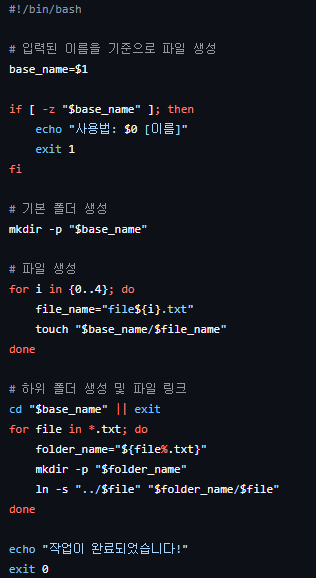 #!/bin/bash
# 입력된 이름을 기준으로 파일 생성
base_name=$1
if [ -z "$base_name" ]; then
    echo "사용법: $0 [이름]"
    exit 1
fi
# 기본 폴더 생성
mkdir -p "$base_name"
# 파일 생성
for i in {0..4}; do
    file_name="file${i}.txt"
    touch "$base_name/$file_name"
done
# 하위 폴더 생성 및 파일 링크
cd "$base_name" || exit
for file in *.txt; do
    folder_name="${file%.txt}"
    mkdir -p "$folder_name"
    ln -s "../$file" "$folder_name/$file"
done
echo "작업이 완료되었습니다!"
exit 0